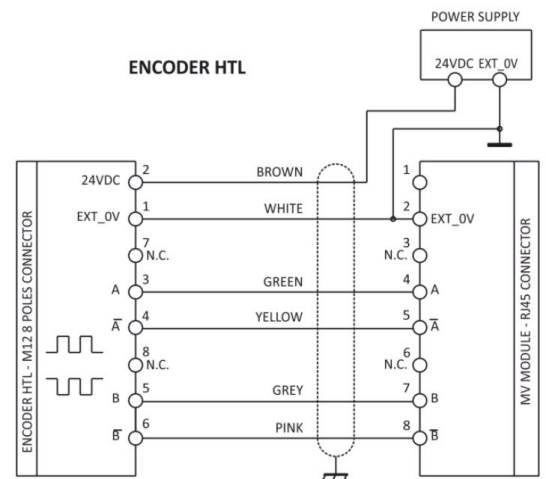 POWER SUPPLY
24VDC EXT_0V
ENCODER HTL
ENCODER HTL - M12 8 POLES CONNECTOR
24VDC 2 BROWN 1
EXT_0V 1 WHITE 2 EXT_0V
7 N.C. N.C. 3
A 3 GREEN 4 A
A̅ 4 YELLOW 5 A̅
8 N.C. N.C. 6
B 5 GREY 7 B
B̅ 6 PINK 8 B̅
MV MODULE - RJ45 CONNECTOR